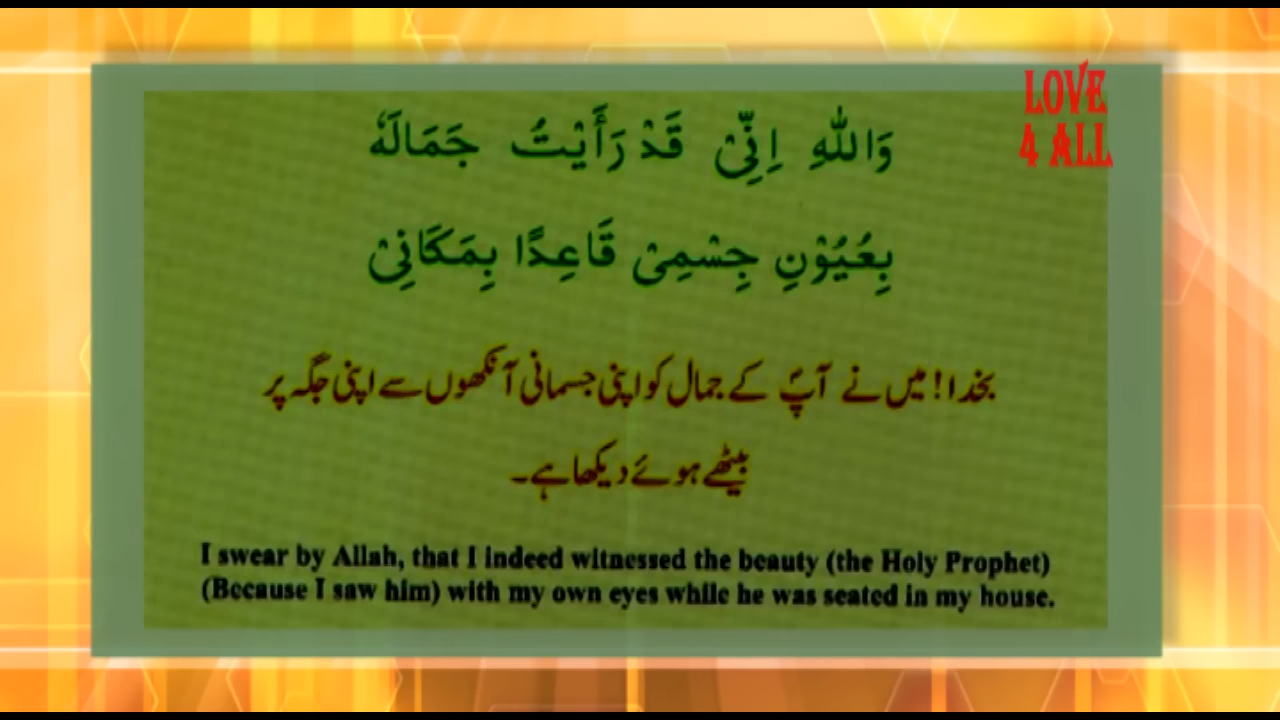 LOVE
4 ALL
وَاللّٰهِ اِنِّیْ قَدْ رَأَیْتُ جَمَالَهٗ
بِعُیُوْنِ جِسْمِیْ قَاعِدًا بِمَکَانِیْ
بخدا! میں نے آپؐ کے جمال کو اپنی جسمانی آنکھوں سے اپنی جگہ پر
بیٹھے ہوئے دیکھا ہے۔
I swear by Allah, that I indeed witnessed the beauty (the Holy Prophet)
(Because I saw him) with my own eyes while he was seated in my house.